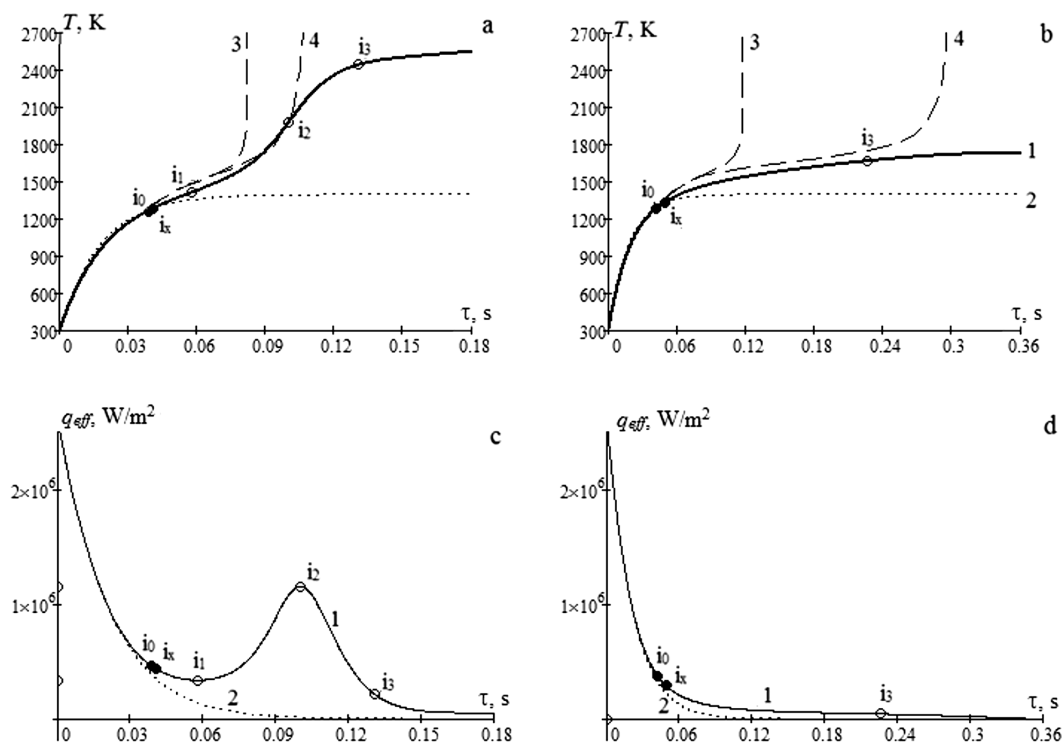 T, K
a
2700
2400
2100
1800
1500
1200
900
600
300
3
4
i3
i2
i1
i0
ix
τ, s
0
0.03
0.06
0.09
0.12
0.15
0.18
T, K
b
2700
2400
2100
1800
1500
1200
900
600
300
3
4
i3
1
i0
ix
2
τ, s
0
0.06
0.12
0.18
0.24
0.3
0.36
qeff, W/m²
c
2×10⁶
1×10⁶
i2
1
i0
ix
i1
2
i3
τ, s
0
0.03
0.06
0.09
0.12
0.15
0.18
qeff, W/m²
d
2×10⁶
1×10⁶
i0
ix
2
1
i3
τ, s
0
0.06
0.12
0.18
0.24
0.30
0.36